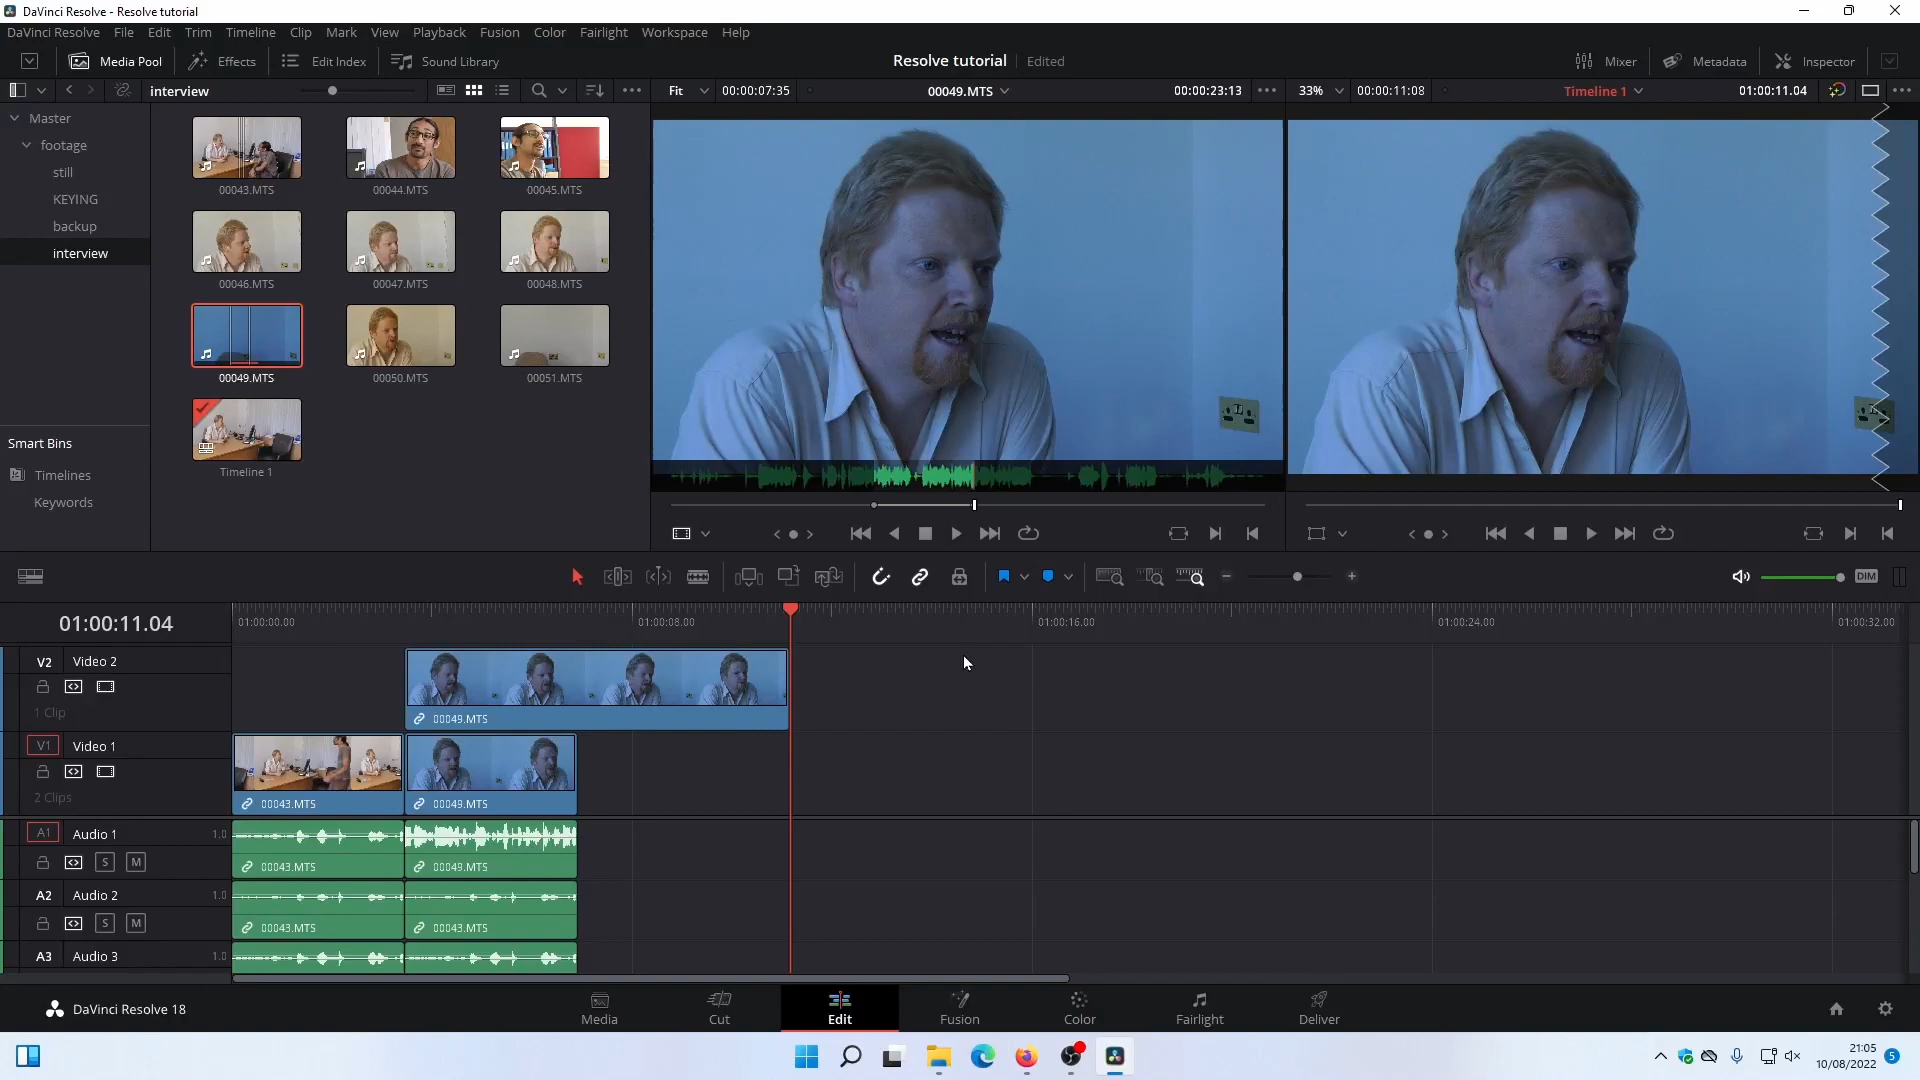 DaVinci Resolve - Resolve tutorial
DaVinci Resolve File Edit Trim Timeline Clip Mark View Playback Fusion Color Fairlight Workspace Help
Media Pool Effects Edit Index Sound Library Resolve tutorial Edited Mixer Metadata Inspector
interview Fit 00:00:07:35 00049.MTS 00:00:23:13 33% 00:00:11:08 Timeline 1 01:00:11.04
Master
footage
still
KEYING
backup
interview
00043.MTS 00044.MTS 00045.MTS
00046.MTS 00047.MTS 00048.MTS
00049.MTS 00050.MTS 00051.MTS
Timeline 1
Smart Bins
Timelines
Keywords
DIM
01:00:11.04 01:00:00.00 01:00:08.00 01:00:16.00 01:00:24.00 01:00:32.00
V2 Video 2
1 Clip
00049.MTS
V1 Video 1
2 Clips
00043.MTS 00049.MTS
A1 Audio 1 1.0
S M
00043.MTS 00049.MTS
A2 Audio 2 1.0
S M
00043.MTS 00043.MTS
A3 Audio 3 1.0
DaVinci Resolve 18 Media Cut Edit Fusion Color Fairlight Deliver
21:05
10/08/2022
5